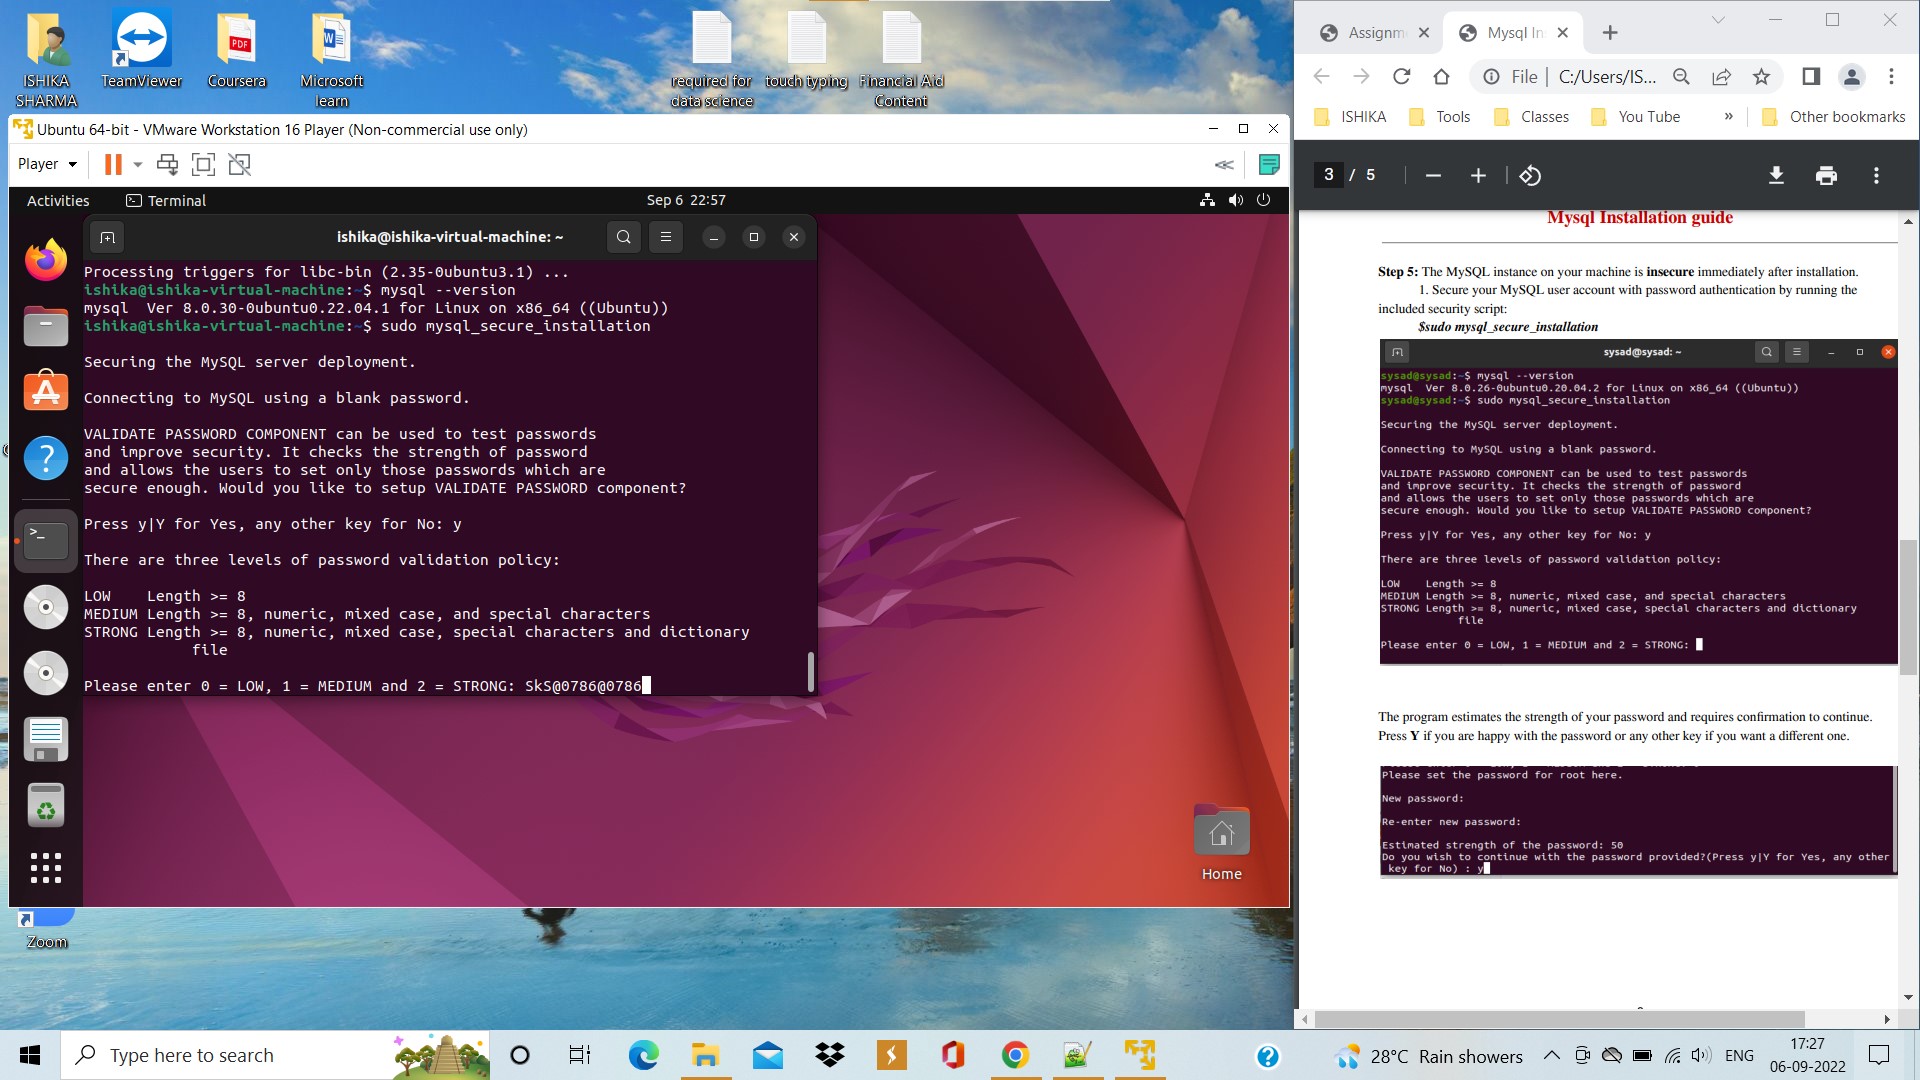 ISHIKA
SHARMA
TeamViewer
Coursera
Microsoft
learn
required for
data science
touch typing
Financial Aid
Content
Ubuntu 64-bit - VMware Workstation 16 Player (Non-commercial use only)
Player
Activities
Terminal
Sep 6 22:57
ishika@ishika-virtual-machine: ~
Processing triggers for libc-bin (2.35-0ubuntu3.1) ...
ishika@ishika-virtual-machine:~$ mysql --version
mysql  Ver 8.0.30-0ubuntu0.22.04.1 for Linux on x86_64 ((Ubuntu))
ishika@ishika-virtual-machine:~$ sudo mysql_secure_installation
Securing the MySQL server deployment.
Connecting to MySQL using a blank password.
VALIDATE PASSWORD COMPONENT can be used to test passwords
and improve security. It checks the strength of password
and allows the users to set only those passwords which are
secure enough. Would you like to setup VALIDATE PASSWORD component?
Press y|Y for Yes, any other key for No: y
There are three levels of password validation policy:
LOW    Length >= 8
MEDIUM Length >= 8, numeric, mixed case, and special characters
STRONG Length >= 8, numeric, mixed case, special characters and dictionary
file
Please enter 0 = LOW, 1 = MEDIUM and 2 = STRONG: SkS@0786@0786
Home
Zoom
Assignm
Mysql In
File | C:/Users/IS...
ISHIKA
Tools
Classes
You Tube
»
Other bookmarks
3 / 5
Mysql Installation guide
Step 5: The MySQL instance on your machine is insecure immediately after installation.
1. Secure your MySQL user account with password authentication by running the
included security script:
$sudo mysql_secure_installation
sysad@sysad: ~
sysad@sysad:~$ mysql --version
mysql  Ver 8.0.26-0ubuntu0.20.04.2 for Linux on x86_64 ((Ubuntu))
sysad@sysad:~$ sudo mysql_secure_installation
Securing the MySQL server deployment.
Connecting to MySQL using a blank password.
VALIDATE PASSWORD COMPONENT can be used to test passwords
and improve security. It checks the strength of password
and allows the users to set only those passwords which are
secure enough. Would you like to setup VALIDATE PASSWORD component?
Press y|Y for Yes, any other key for No: y
There are three levels of password validation policy:
LOW    Length >= 8
MEDIUM Length >= 8, numeric, mixed case, and special characters
STRONG Length >= 8, numeric, mixed case, special characters and dictionary
file
Please enter 0 = LOW, 1 = MEDIUM and 2 = STRONG:
The program estimates the strength of your password and requires confirmation to continue.
Press Y if you are happy with the password or any other key if you want a different one.
Please set the password for root here.
New password:
Re-enter new password:
Estimated strength of the password: 50
Do you wish to continue with the password provided?(Press y|Y for Yes, any other
key for No) : y
Type here to search
28°C Rain showers
ENG
17:27
06-09-2022